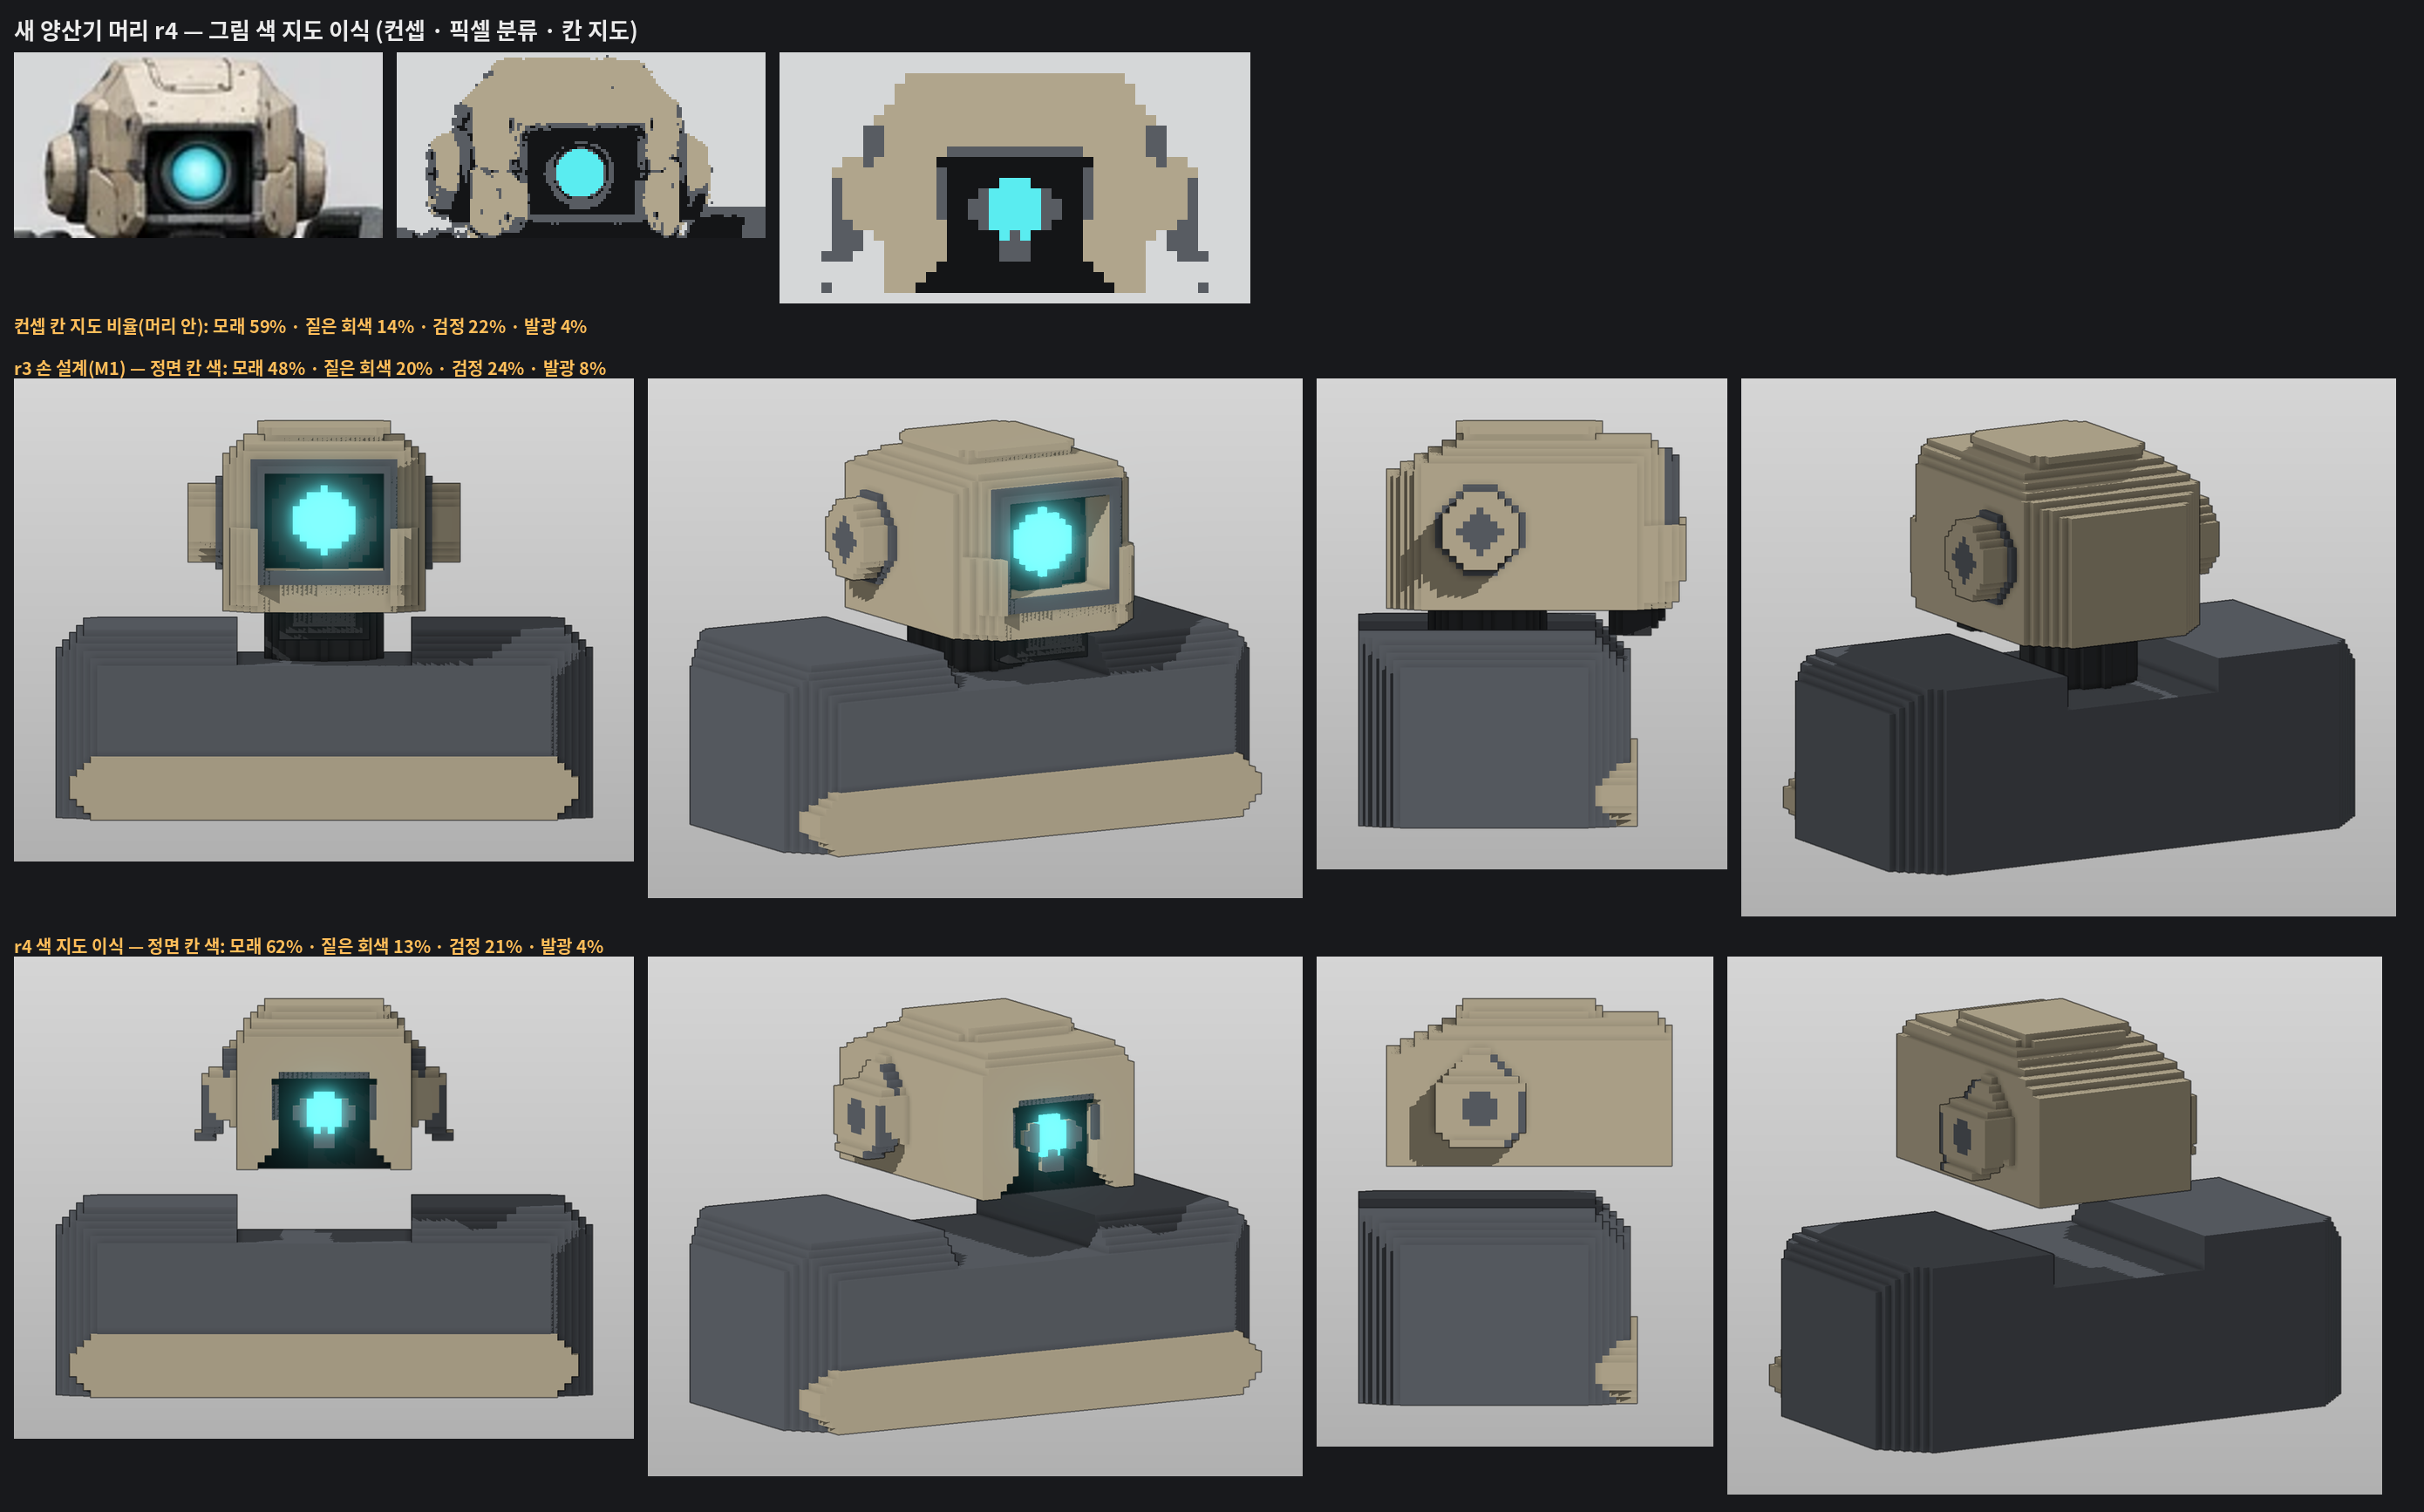 새 양산기 머리 r4 — 그림 색 지도 이식 (컨셉 · 픽셀 분류 · 칸 지도)
컨셉 칸 지도 비율(머리 안): 모래 59% · 짙은 회색 14% · 검정 22% · 발광 4%
r3 손 설계(M1) — 정면 칸 색: 모래 48% · 짙은 회색 20% · 검정 24% · 발광 8%
r4 색 지도 이식 — 정면 칸 색: 모래 62% · 짙은 회색 13% · 검정 21% · 발광 4%